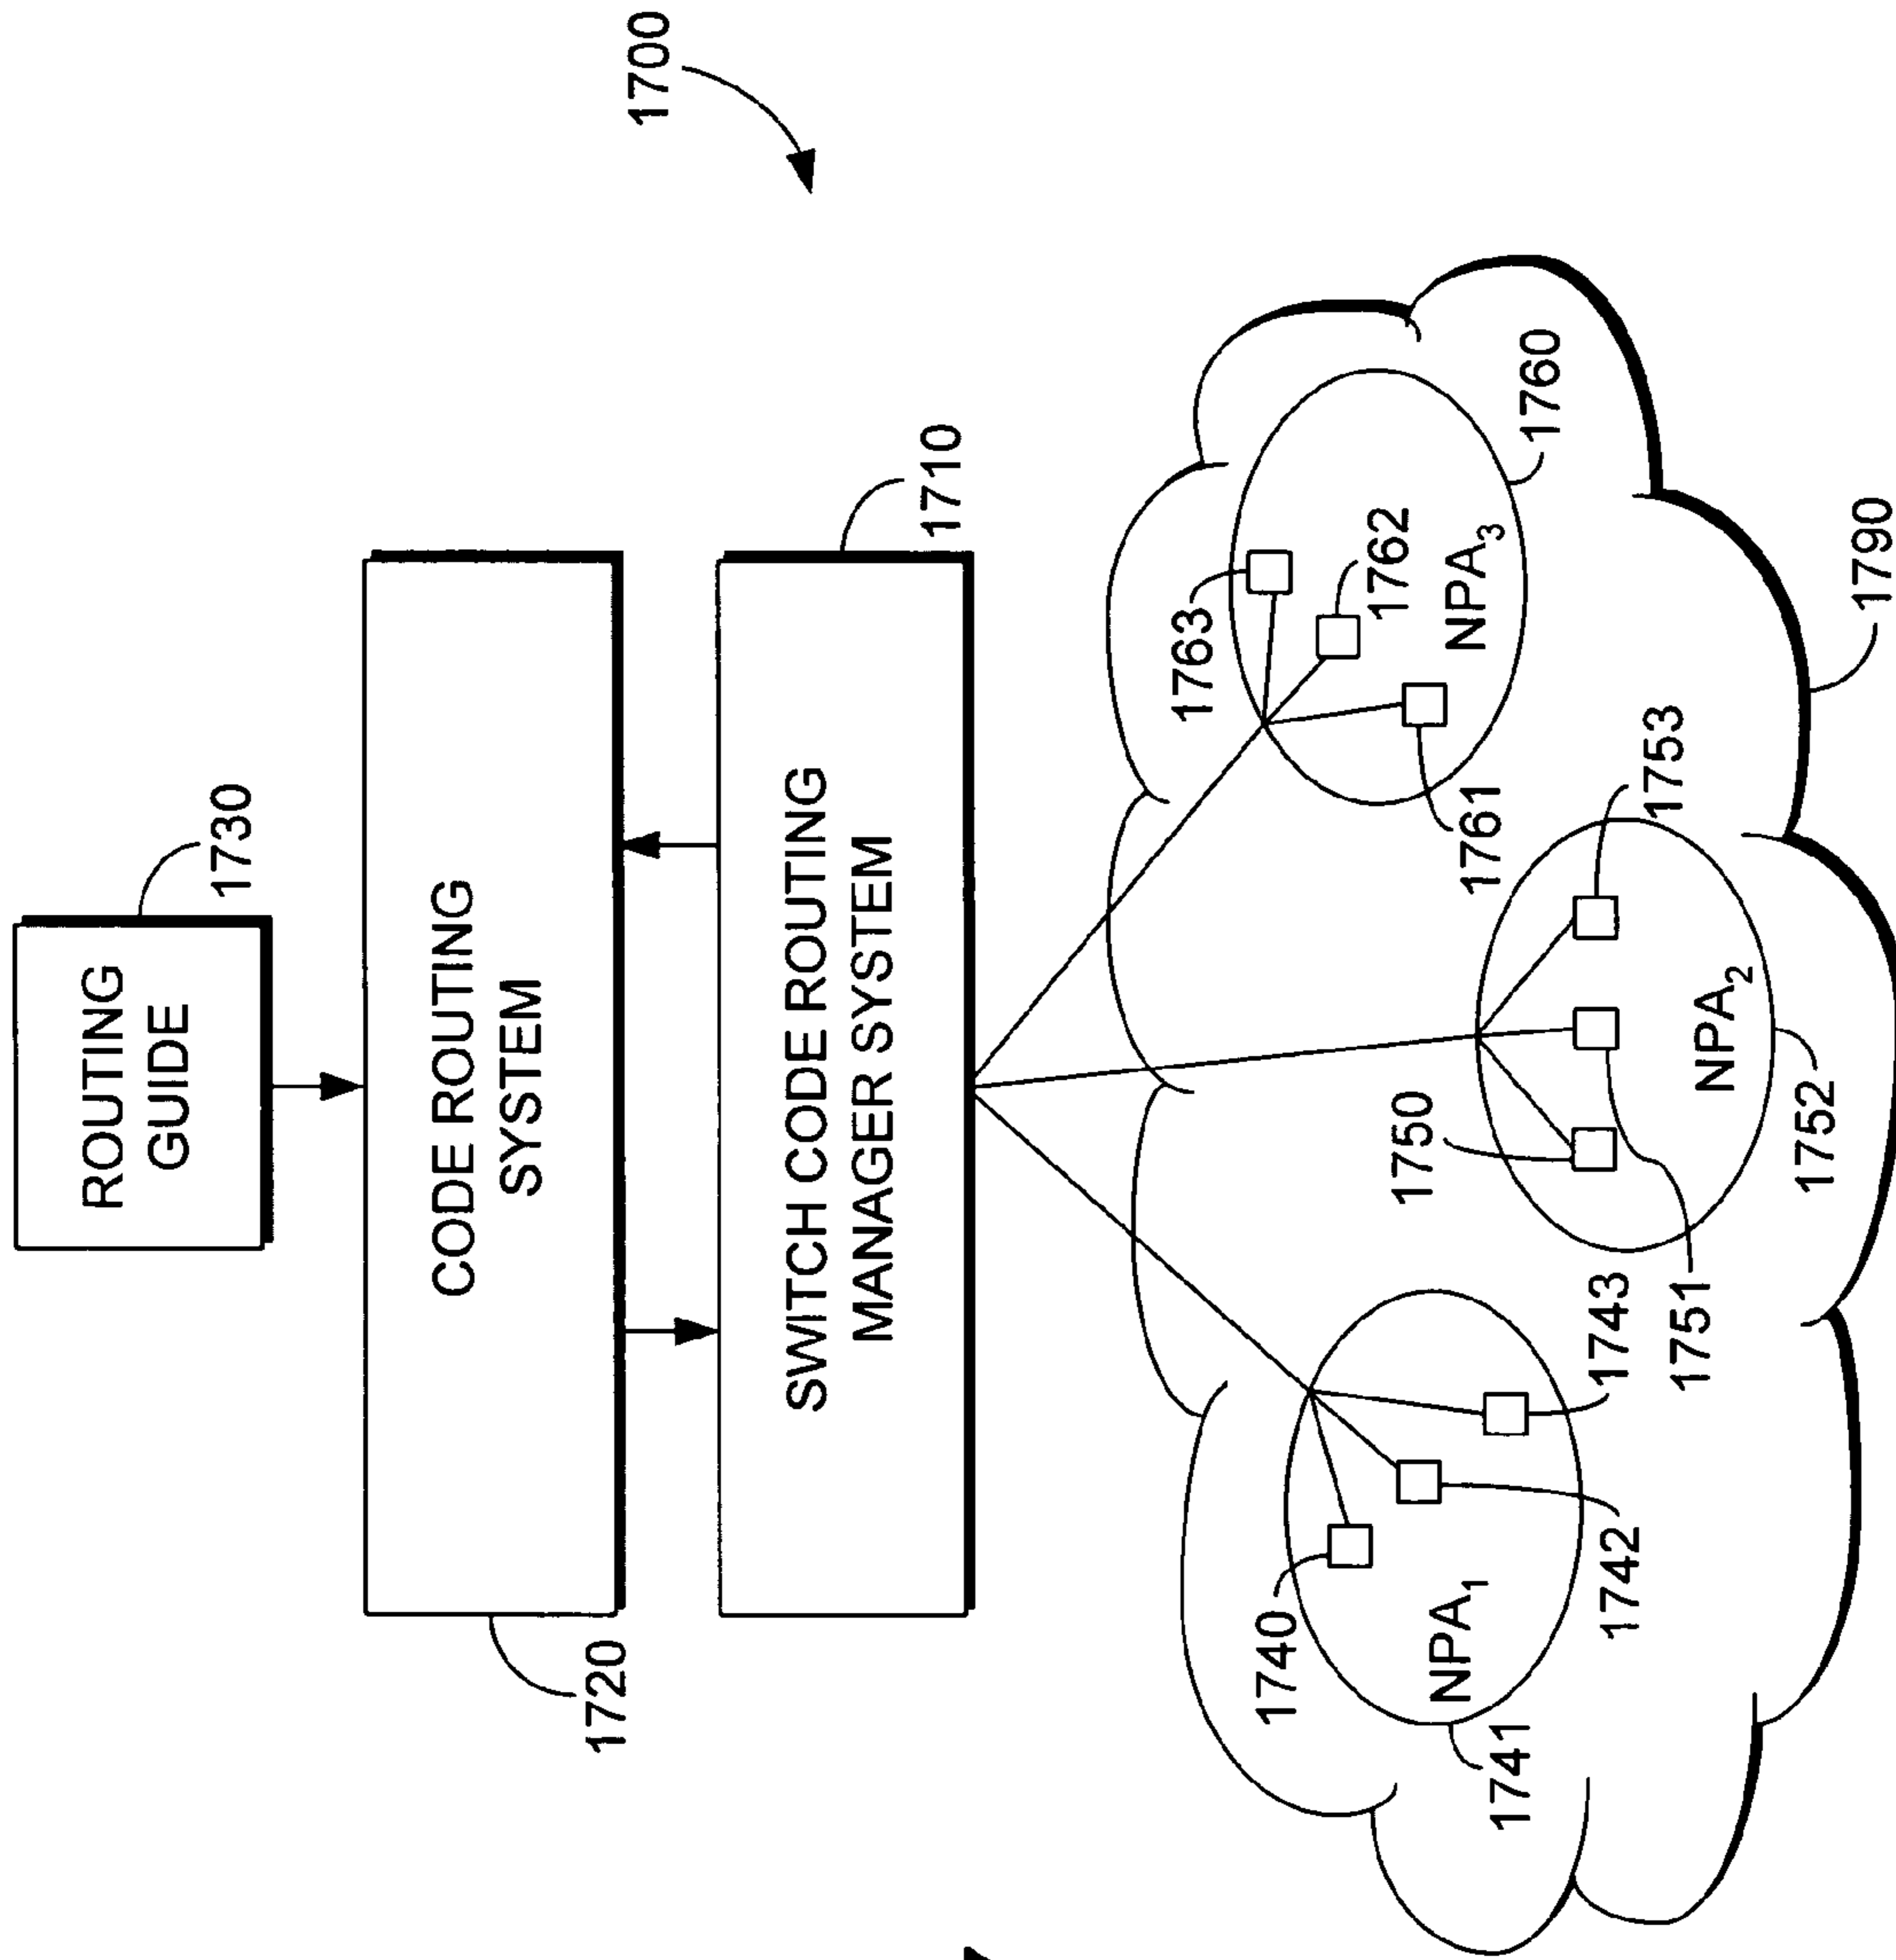 1700
ROUTING
GUIDE
1730
CODE ROUTING
SYSTEM
1720
SWITCH CODE ROUTING
MANAGER SYSTEM
1710
1740
1741
NPA1
1742
1743
1750
1751
NPA2
1752
1753
1763
1762
1761
NPA3
1760
1790